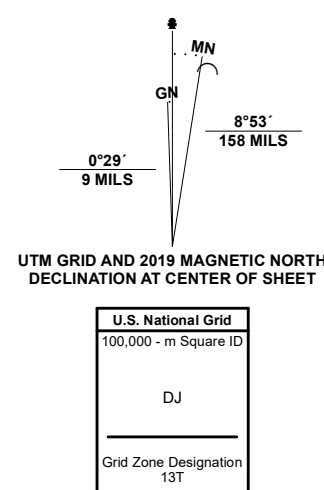 MN
GN
8°53´
158 MILS
0°29´
9 MILS
UTM GRID AND 2019 MAGNETIC NORTH
DECLINATION AT CENTER OF SHEET
U.S. National Grid
100,000 - m Square ID
DJ
Grid Zone Designation
13T